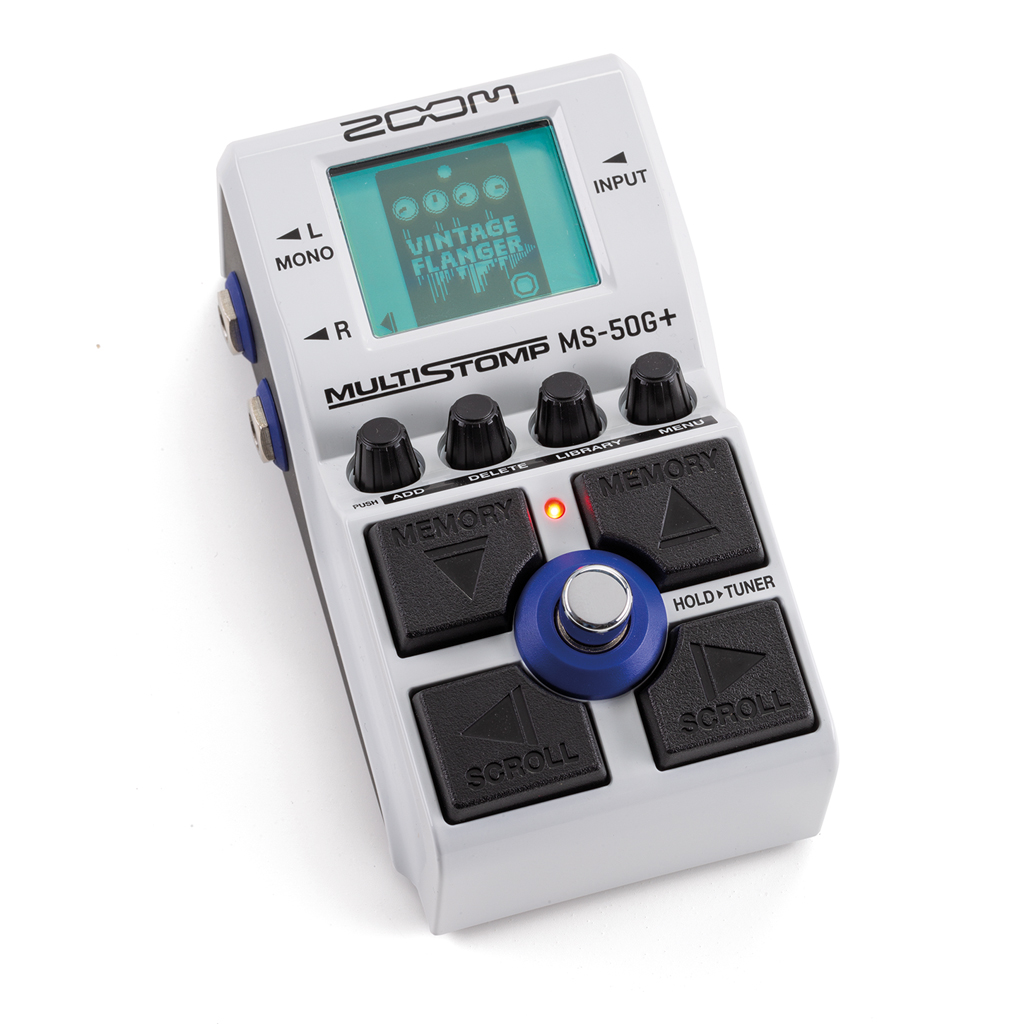 ZOOM
INPUT
L
MONO
R
VINTAGE
FLANGER
MULTISTOMP MS-50G+
PUSH ADD DELETE LIBRARY MENU
MEMORY
MEMORY
HOLD▸TUNER
SCROLL
SCROLL